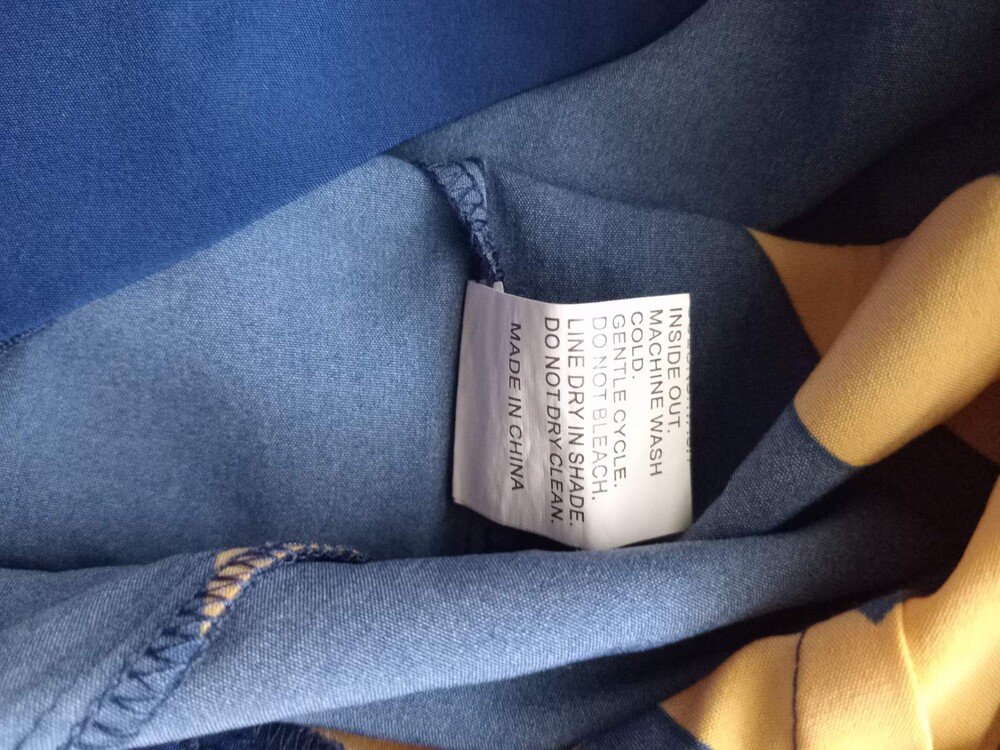 INSIDE OUT.
MACHINE WASH
COLD.
GENTLE CYCLE.
DO NOT BLEACH.
LINE DRY IN SHADE.
DO NOT DRY CLEAN.
MADE IN CHINA